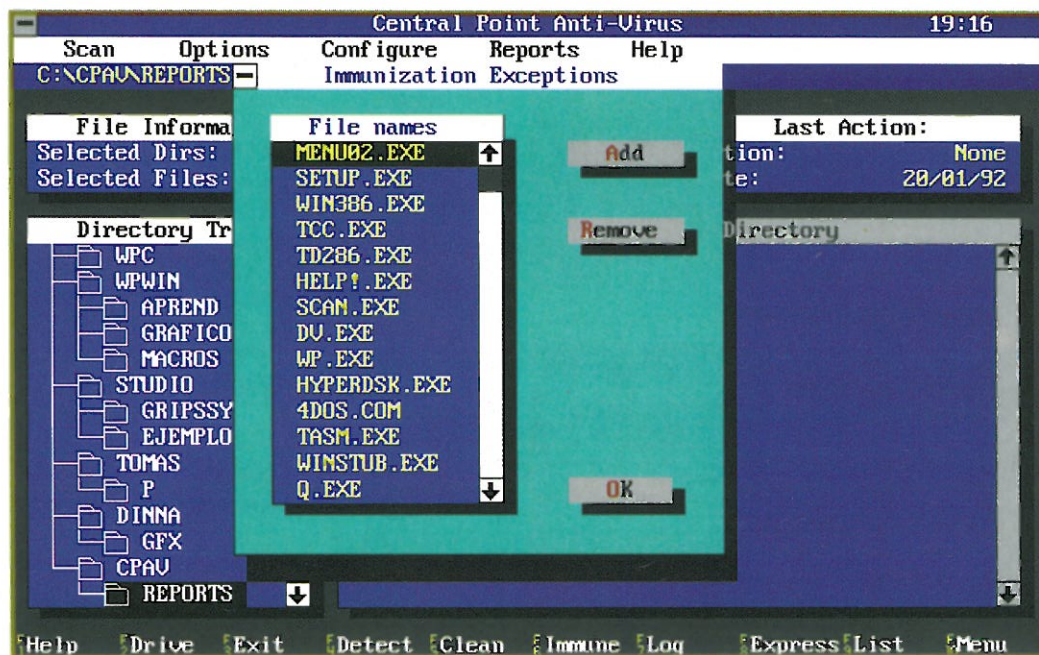 Central Point Anti-Virus 19:16
Scan Options Configure Reports Help
C:\CPAV\REPORTS Immunization Exceptions
File Informa File names Last Action:
Selected Dirs: MENU02.EXE Add tion: None
Selected Files: SETUP.EXE te: 20/01/92
WIN386.EXE
Directory Tr TCC.EXE Remove Directory
WPC TD286.EXE
WPWIN HELP!.EXE
APREND SCAN.EXE
GRAFICO DV.EXE
MACROS WP.EXE
STUDIO HYPERDSK.EXE
GRIPSSY 4DOS.COM
EJEMPLO TASM.EXE
TOMAS WINSTUB.EXE
P Q.EXE OK
DINNA
GFX
CPAV
REPORTS
Help Drive Exit Detect Clean Immune Log Express List Menu